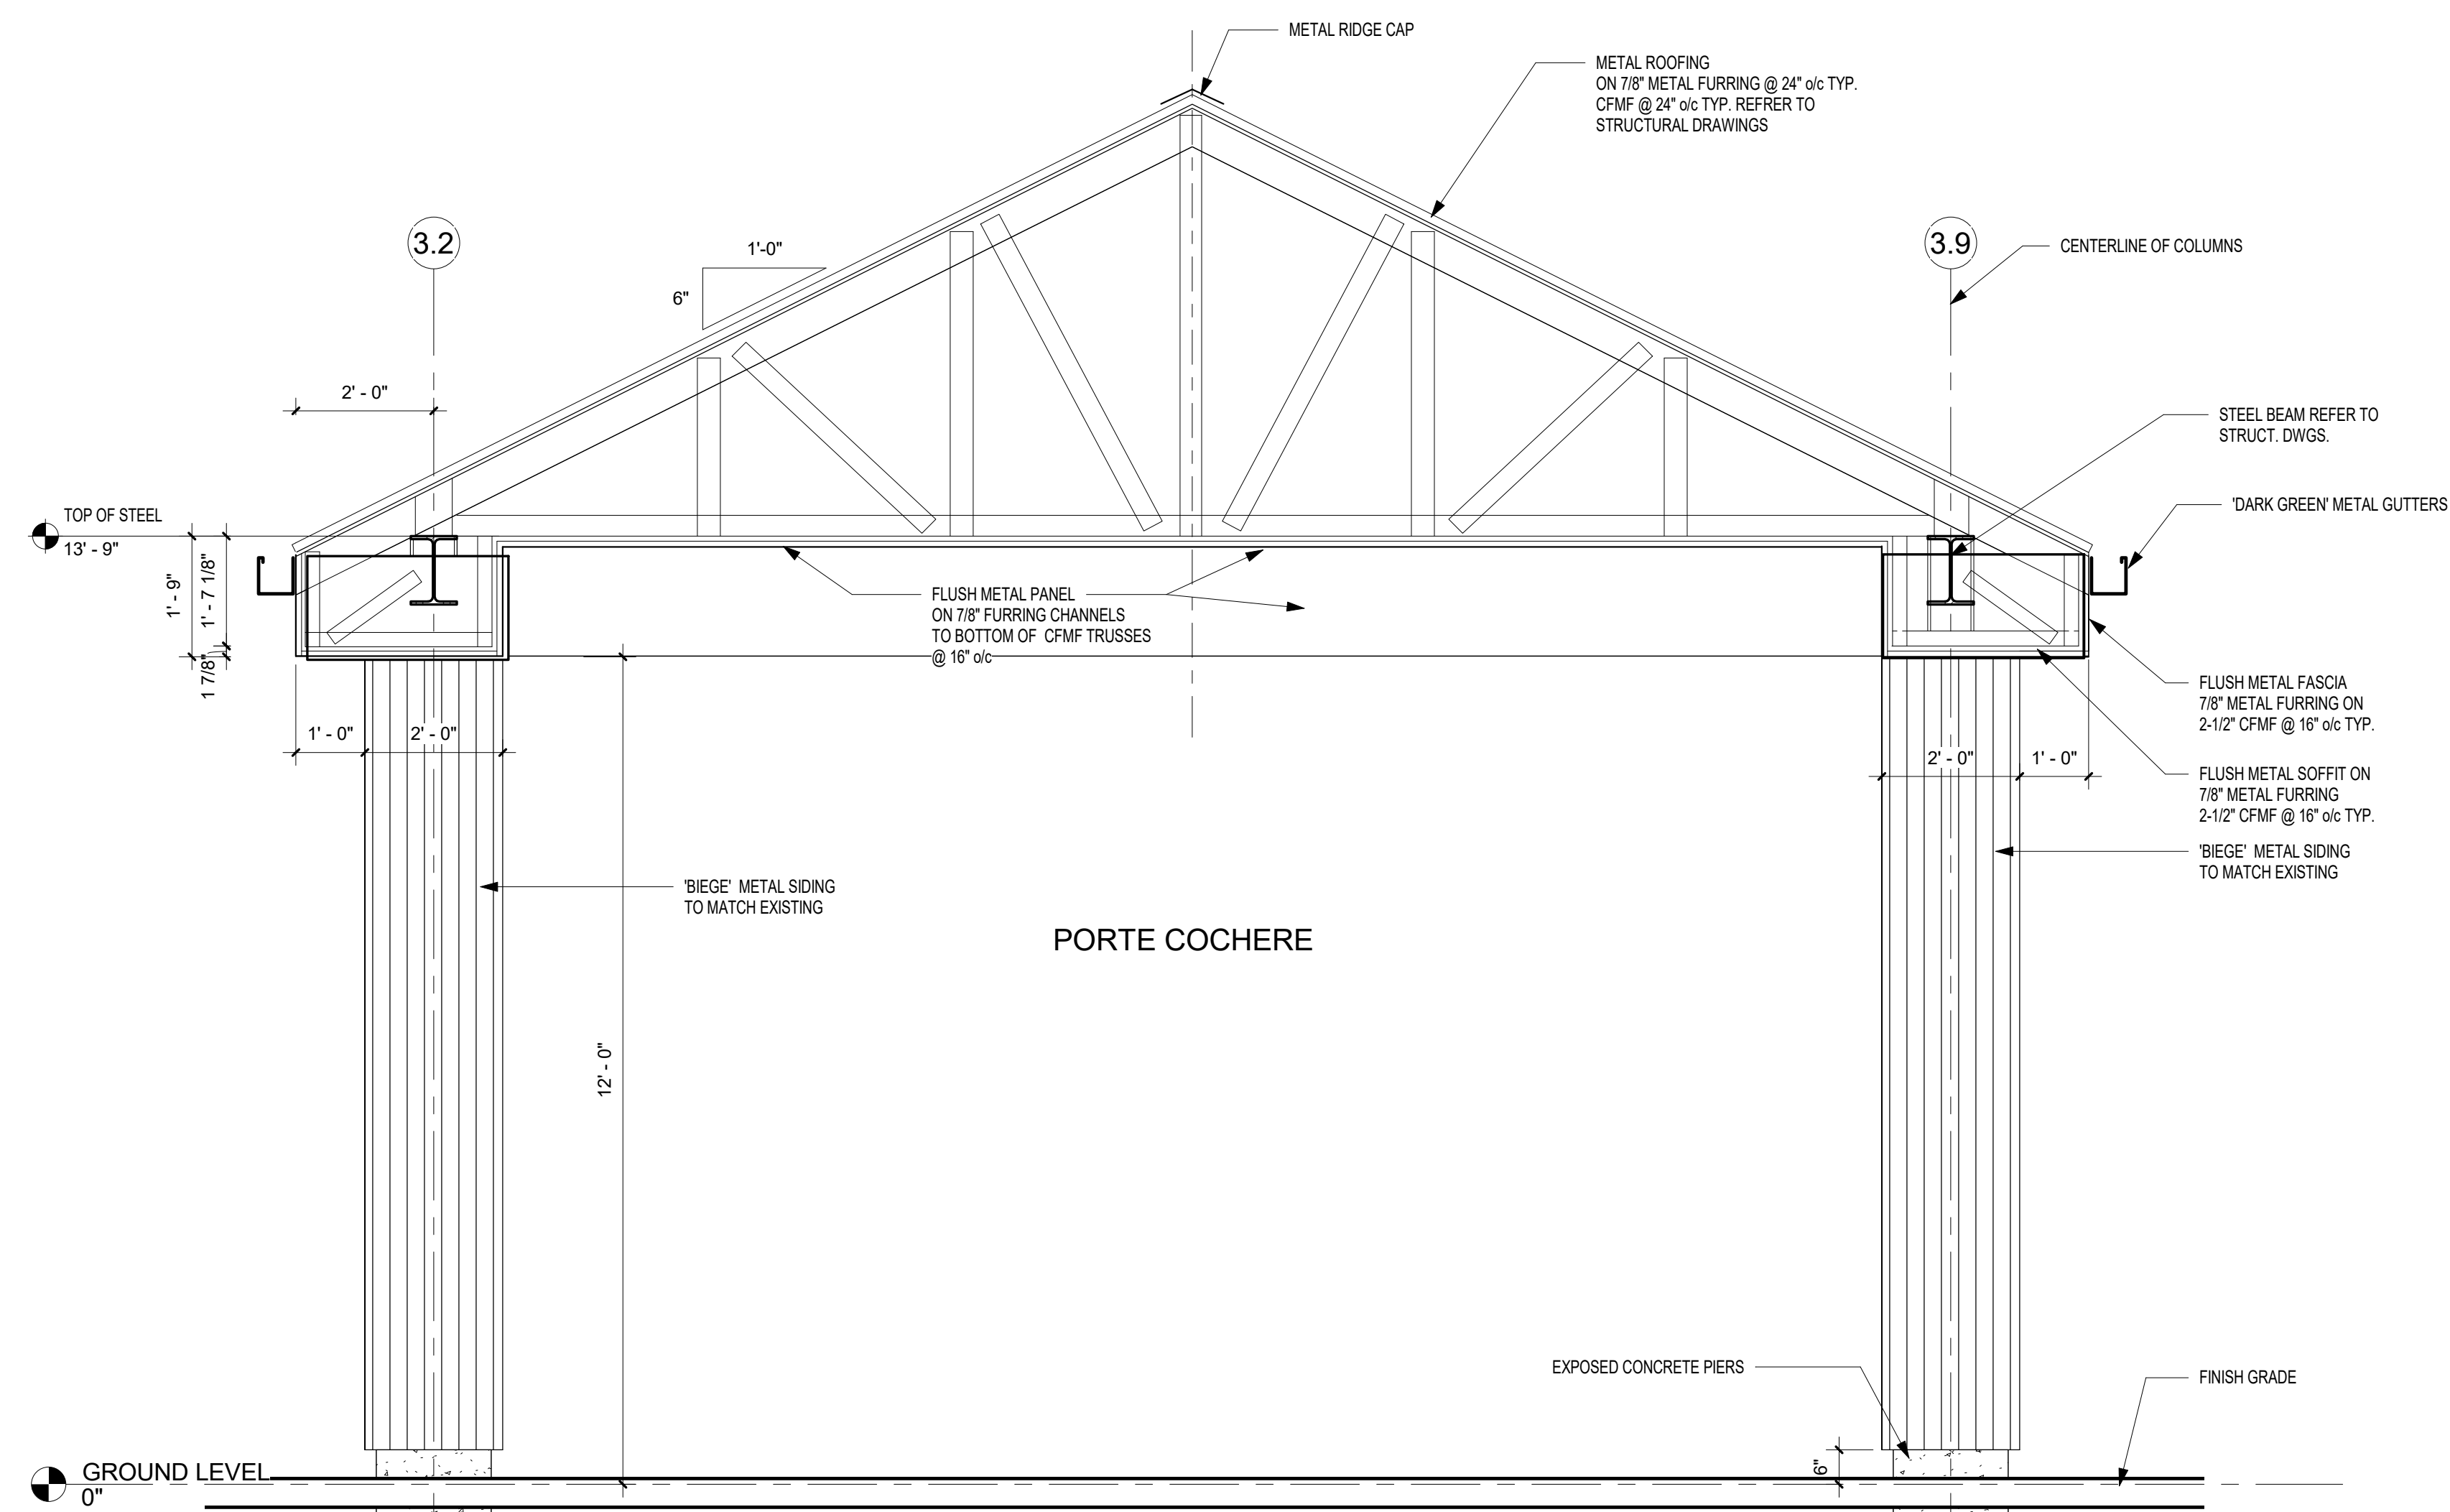 METAL RIDGE CAP
METAL ROOFING
ON 7/8" METAL FURRING @ 24" o/c TYP.
CFMF @ 24" o/c TYP. REFRER TO
STRUCTURAL DRAWINGS
3.2
3.9
1'-0"
6"
CENTERLINE OF COLUMNS
2' - 0"
STEEL BEAM REFER TO
STRUCT. DWGS.
'DARK GREEN' METAL GUTTERS
TOP OF STEEL
13' - 9"
1' - 9"
1' - 7 1/8"
1 7/8"
FLUSH METAL PANEL
ON 7/8" FURRING CHANNELS
TO BOTTOM OF CFMF TRUSSES
@ 16" o/c
FLUSH METAL FASCIA
7/8" METAL FURRING ON
2-1/2" CFMF @ 16" o/c TYP.
1' - 0"
2' - 0"
2' - 0"
1' - 0"
FLUSH METAL SOFFIT ON
7/8" METAL FURRING
2-1/2" CFMF @ 16" o/c TYP.
'BIEGE' METAL SIDING
TO MATCH EXISTING
'BIEGE' METAL SIDING
TO MATCH EXISTING
PORTE COCHERE
12' - 0"
EXPOSED CONCRETE PIERS
FINISH GRADE
6"
GROUND LEVEL
0"